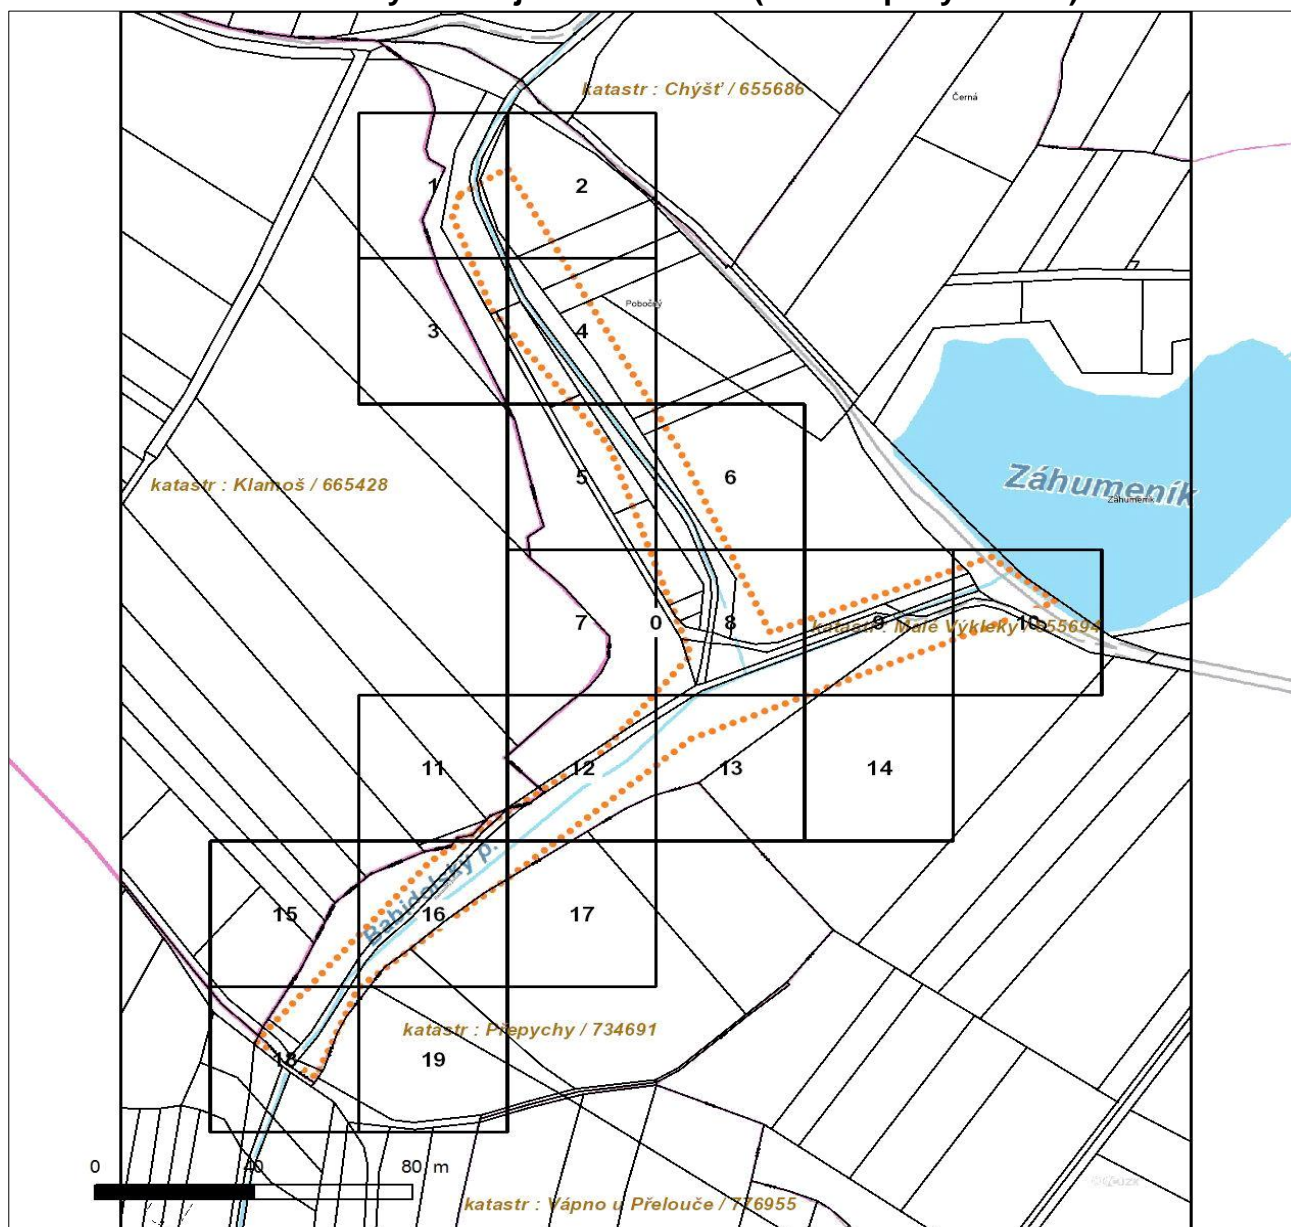 katastr : Chýšť / 655686
Černá
1
2
3
Pobočný
4
katastr : Klamoš / 665428
5
6
Záhumeník
Záhumeník
7
0
8
katastr : Malé Výkleky / 655694
9
10
11
12
13
14
Babidolský p.
15
16
17
katastr : Přepychy / 734691
18
19
0
40
80 m
katastr : Vápno u Přelouče / 776955